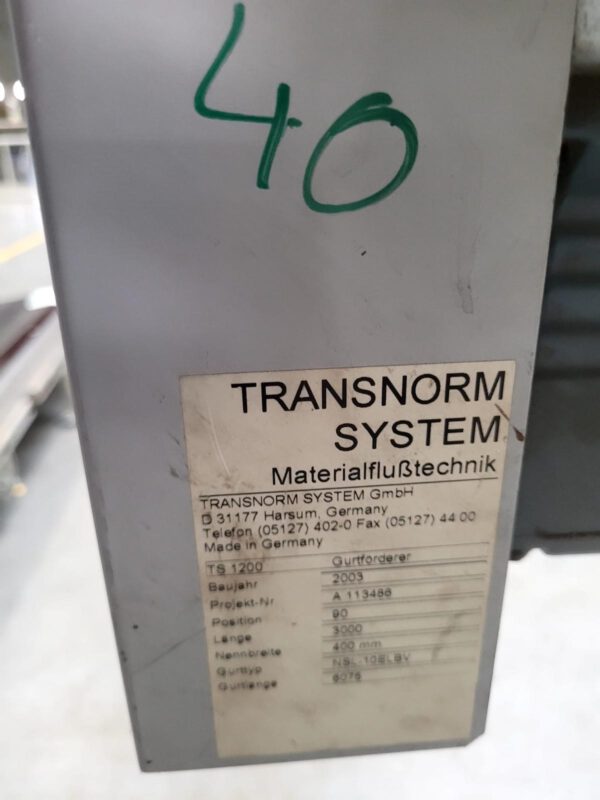 40
TRANSNORM
SYSTEM
Materialflußtechnik
TRANSNORM SYSTEM GmbH
D 31177 Harsum, Germany
Telefon (05127) 402-0 Fax (05127) 44 00
Made in Germany
TS 1200 Gurtförderer
Baujahr 2003
Projekt-Nr A 113486
Position 90
Länge 3000
Nennbreite 400 mm
Gurttyp
Gurtlänge